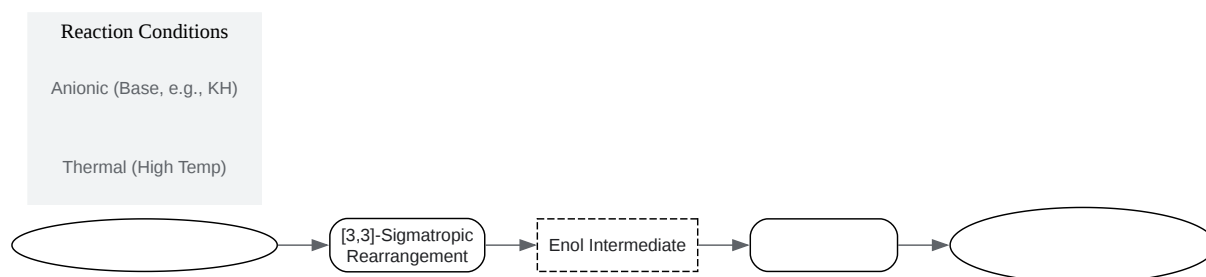 Reaction Conditions
Anionic (Base, e.g., KH)
Thermal (High Temp)
[3,3]-Sigmatropic
Rearrangement
Enol Intermediate